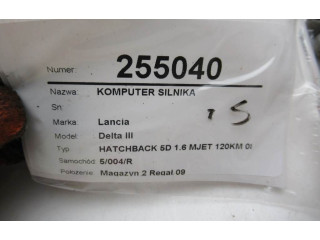 Numer: 255040
Nazwa: KOMPUTER SILNIKA
Sn:
Marka: Lancia
Model: Delta III
Typ: HATCHBACK 5D 1.6 MJET 120KM
Samochód: 5/004/R
Położenie: Magazyn 2 Regał 09